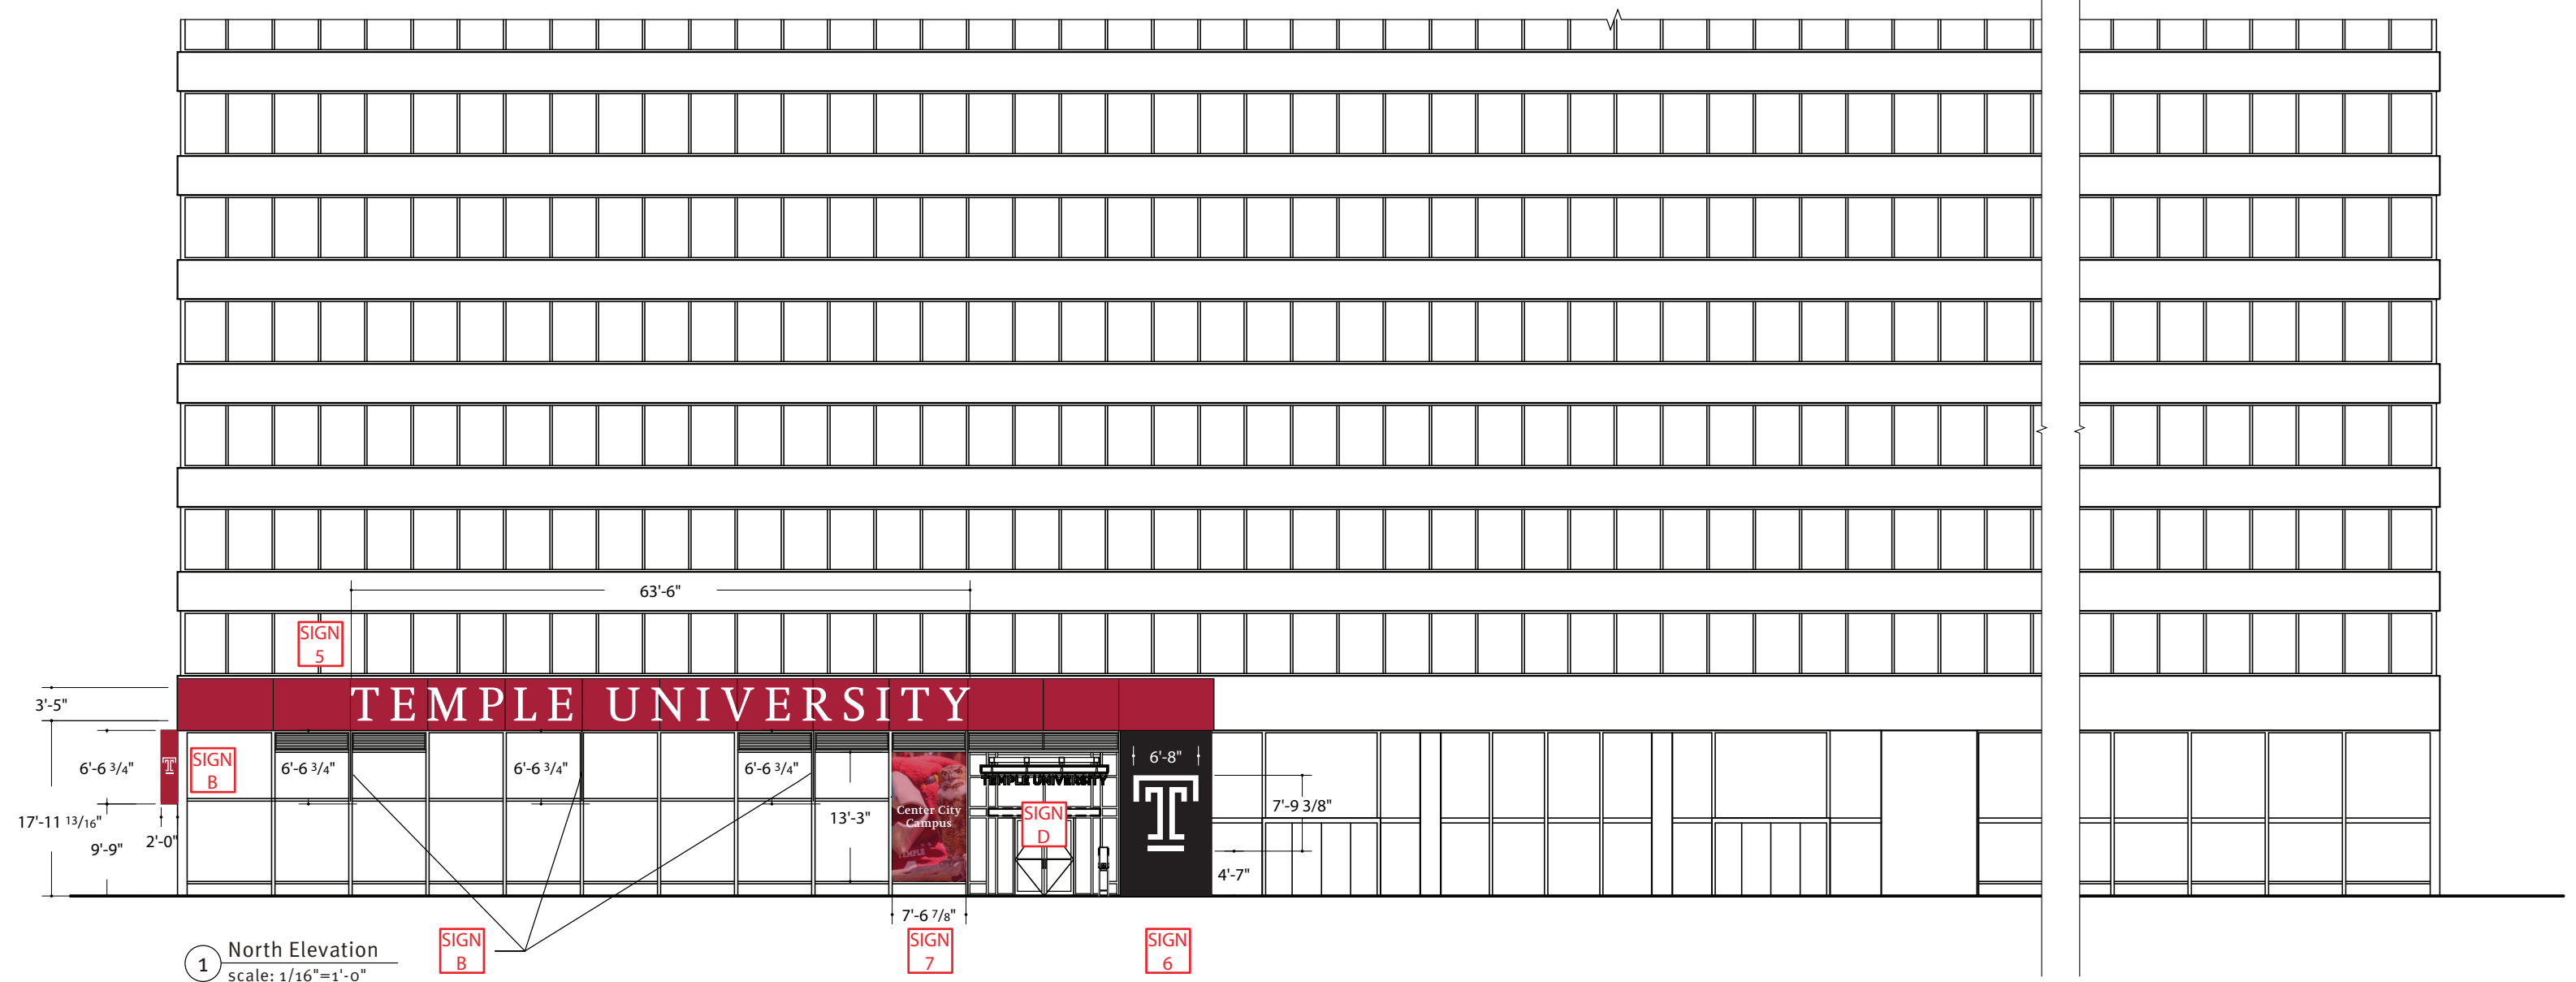 63'-6"
SIGN
5
TEMPLE UNIVERSITY
3'-5"
SIGN
B
6'-6 3/4"
6'-6 3/4"
6'-6 3/4"
6'-6 3/4"
6'-8"
T
T
TEMPLE UNIVERSITY
Center City
Campus
TEMPLE
SIGN
D
13'-3"
7'-9 3/8"
17'-11 13/16"
2'-0"
9'-9"
4'-7"
7'-6 7/8"
SIGN
B
SIGN
7
SIGN
6
1
North Elevation
scale: 1/16"=1'-0"